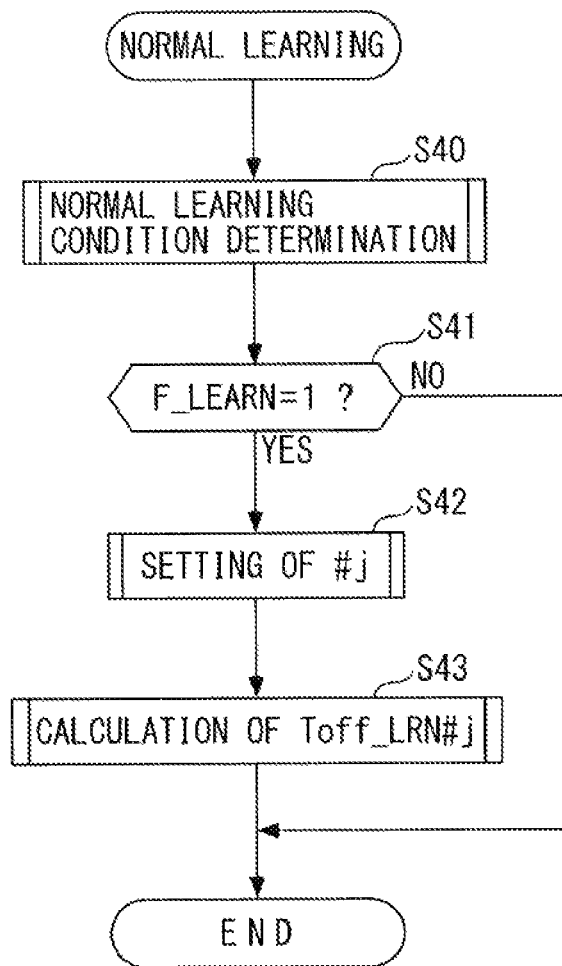 NORMAL LEARNING
S40
NORMAL LEARNING
CONDITION DETERMINATION
S41
F_LEARN=1 ?
NO
YES
S42
SETTING OF #j
S43
CALCULATION OF Toff_LRN#j
END